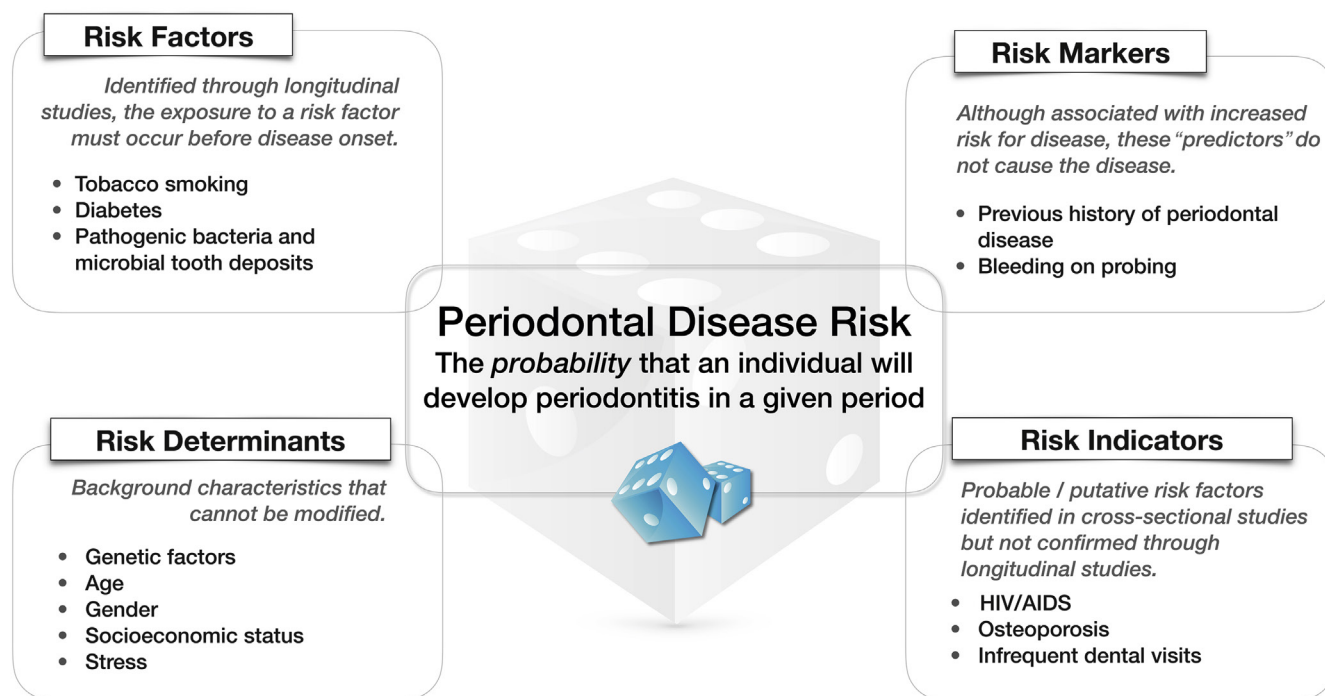 Risk Factors
Identified through longitudinal
studies, the exposure to a risk factor
must occur before disease onset.
• Tobacco smoking
• Diabetes
• Pathogenic bacteria and
microbial tooth deposits
Risk Markers
Although associated with increased
risk for disease, these “predictors” do
not cause the disease.
• Previous history of periodontal
disease
• Bleeding on probing
Periodontal Disease Risk
The probability that an individual will
develop periodontitis in a given period
Risk Determinants
Background characteristics that
cannot be modified.
• Genetic factors
• Age
• Gender
• Socioeconomic status
• Stress
Risk Indicators
Probable / putative risk factors
identified in cross-sectional studies
but not confirmed through
longitudinal studies.
• HIV/AIDS
• Osteoporosis
• Infrequent dental visits